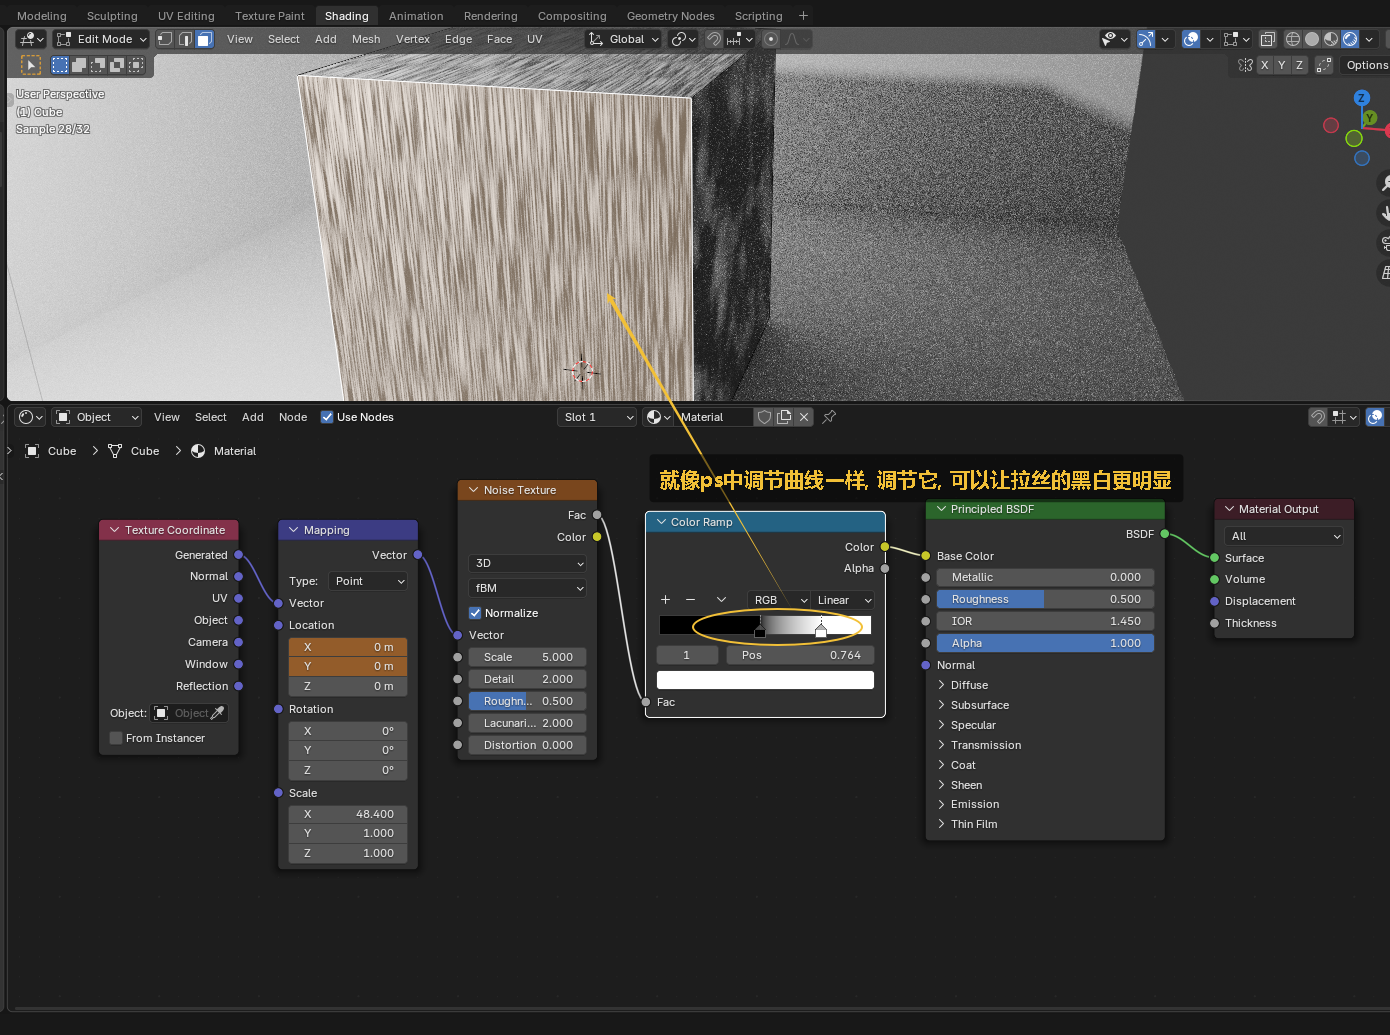 Modeling Sculpting UV Editing Texture Paint Shading Animation Rendering Compositing Geometry Nodes Scripting +
Edit Mode View Select Add Mesh Vertex Edge Face UV Global
X Y Z Options
User Perspective
(1) Cube
Sample 28/32
Z
Y
Object View Select Add Node Use Nodes Slot 1 Material
Cube Cube Material
就像ps中调节曲线一样, 调节它, 可以让拉丝的黑白更明显
Texture Coordinate
Generated
Normal
UV
Object
Camera
Window
Reflection
Object: Object
From Instancer
Mapping
Vector
Type: Point
Vector
Location
X 0 m
Y 0 m
Z 0 m
Rotation
X 0°
Y 0°
Z 0°
Scale
X 48.400
Y 1.000
Z 1.000
Noise Texture
Fac
Color
3D
fBM
Normalize
Vector
Scale 5.000
Detail 2.000
Roughn... 0.500
Lacunari... 2.000
Distortion 0.000
Color Ramp
Color
Alpha
+ − RGB Linear
1 Pos 0.764
Fac
Principled BSDF
BSDF
Base Color
Metallic 0.000
Roughness 0.500
IOR 1.450
Alpha 1.000
Normal
Diffuse
Subsurface
Specular
Transmission
Coat
Sheen
Emission
Thin Film
Material Output
All
Surface
Volume
Displacement
Thickness